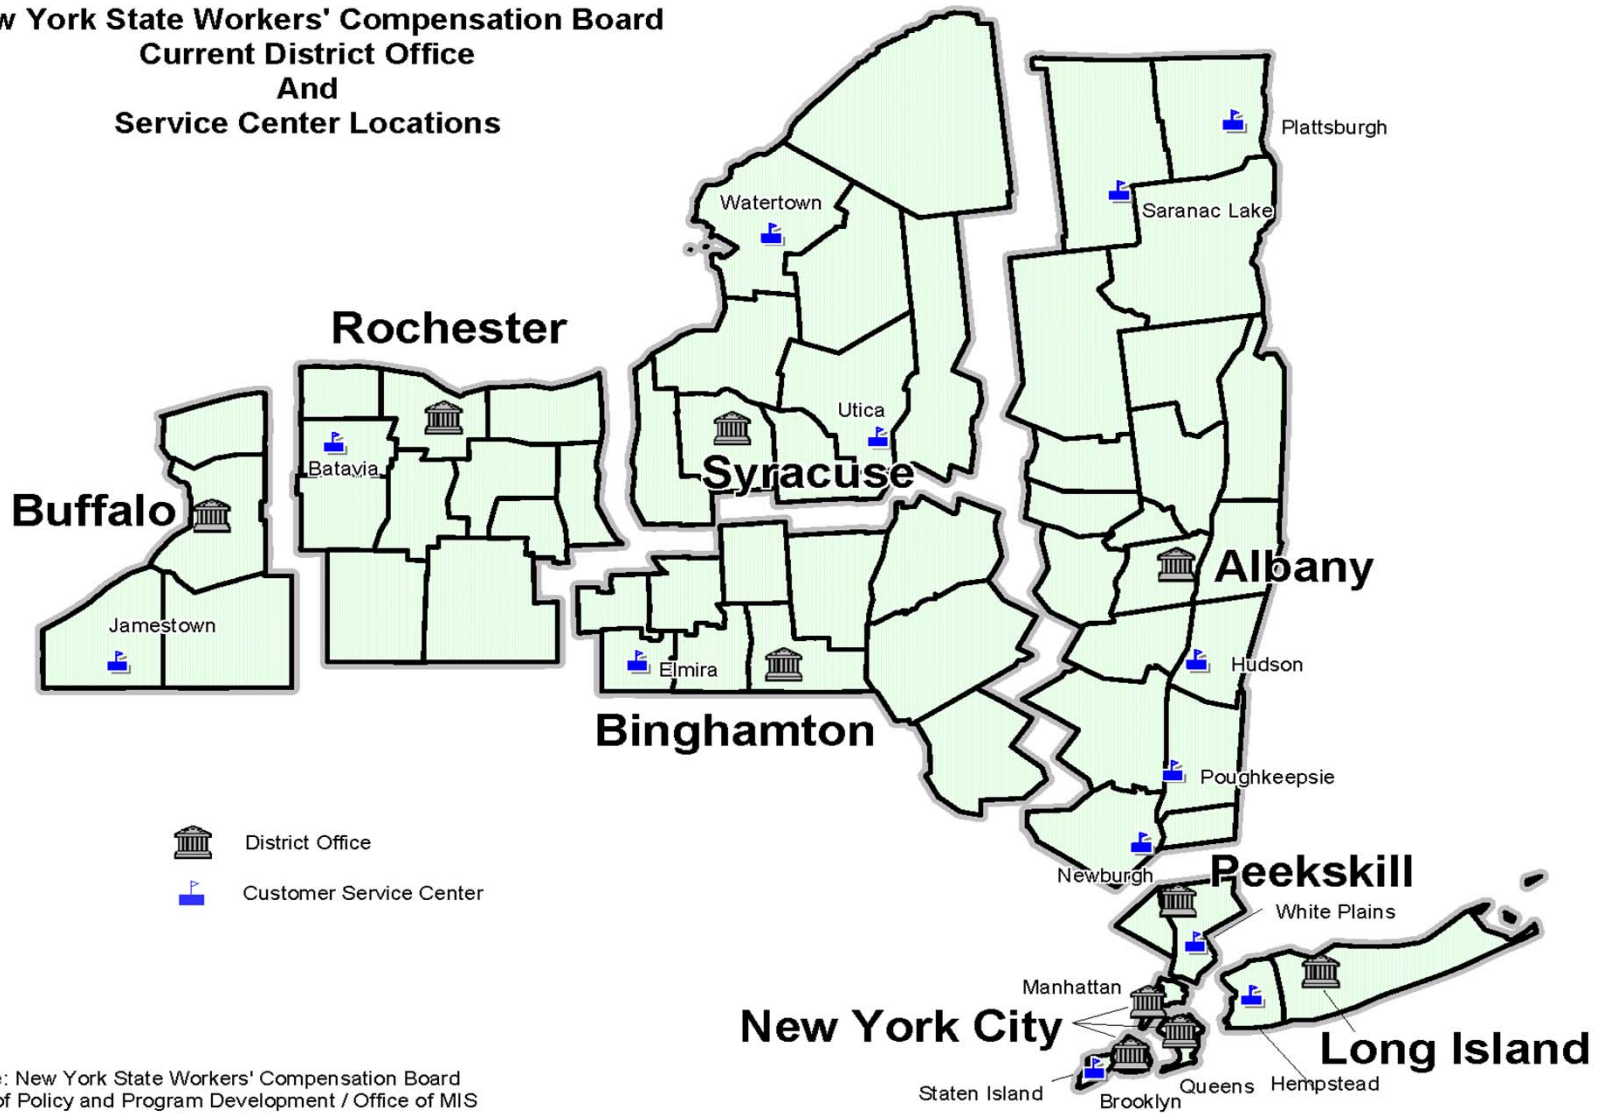 w York State Workers' Compensation Board
Current District Office
And
Service Center Locations
Plattsburgh
Saranac Lake
Watertown
Rochester
Utica
Batavia
Syracuse
Buffalo
Albany
Jamestown
Hudson
Elmira
Binghamton
Poughkeepsie
District Office
Newburgh
Peekskill
Customer Service Center
White Plains
Manhattan
New York City
Long Island
Staten Island
Brooklyn
Queens
Hempstead
e: New York State Workers' Compensation Board
of Policy and Program Development / Office of MIS